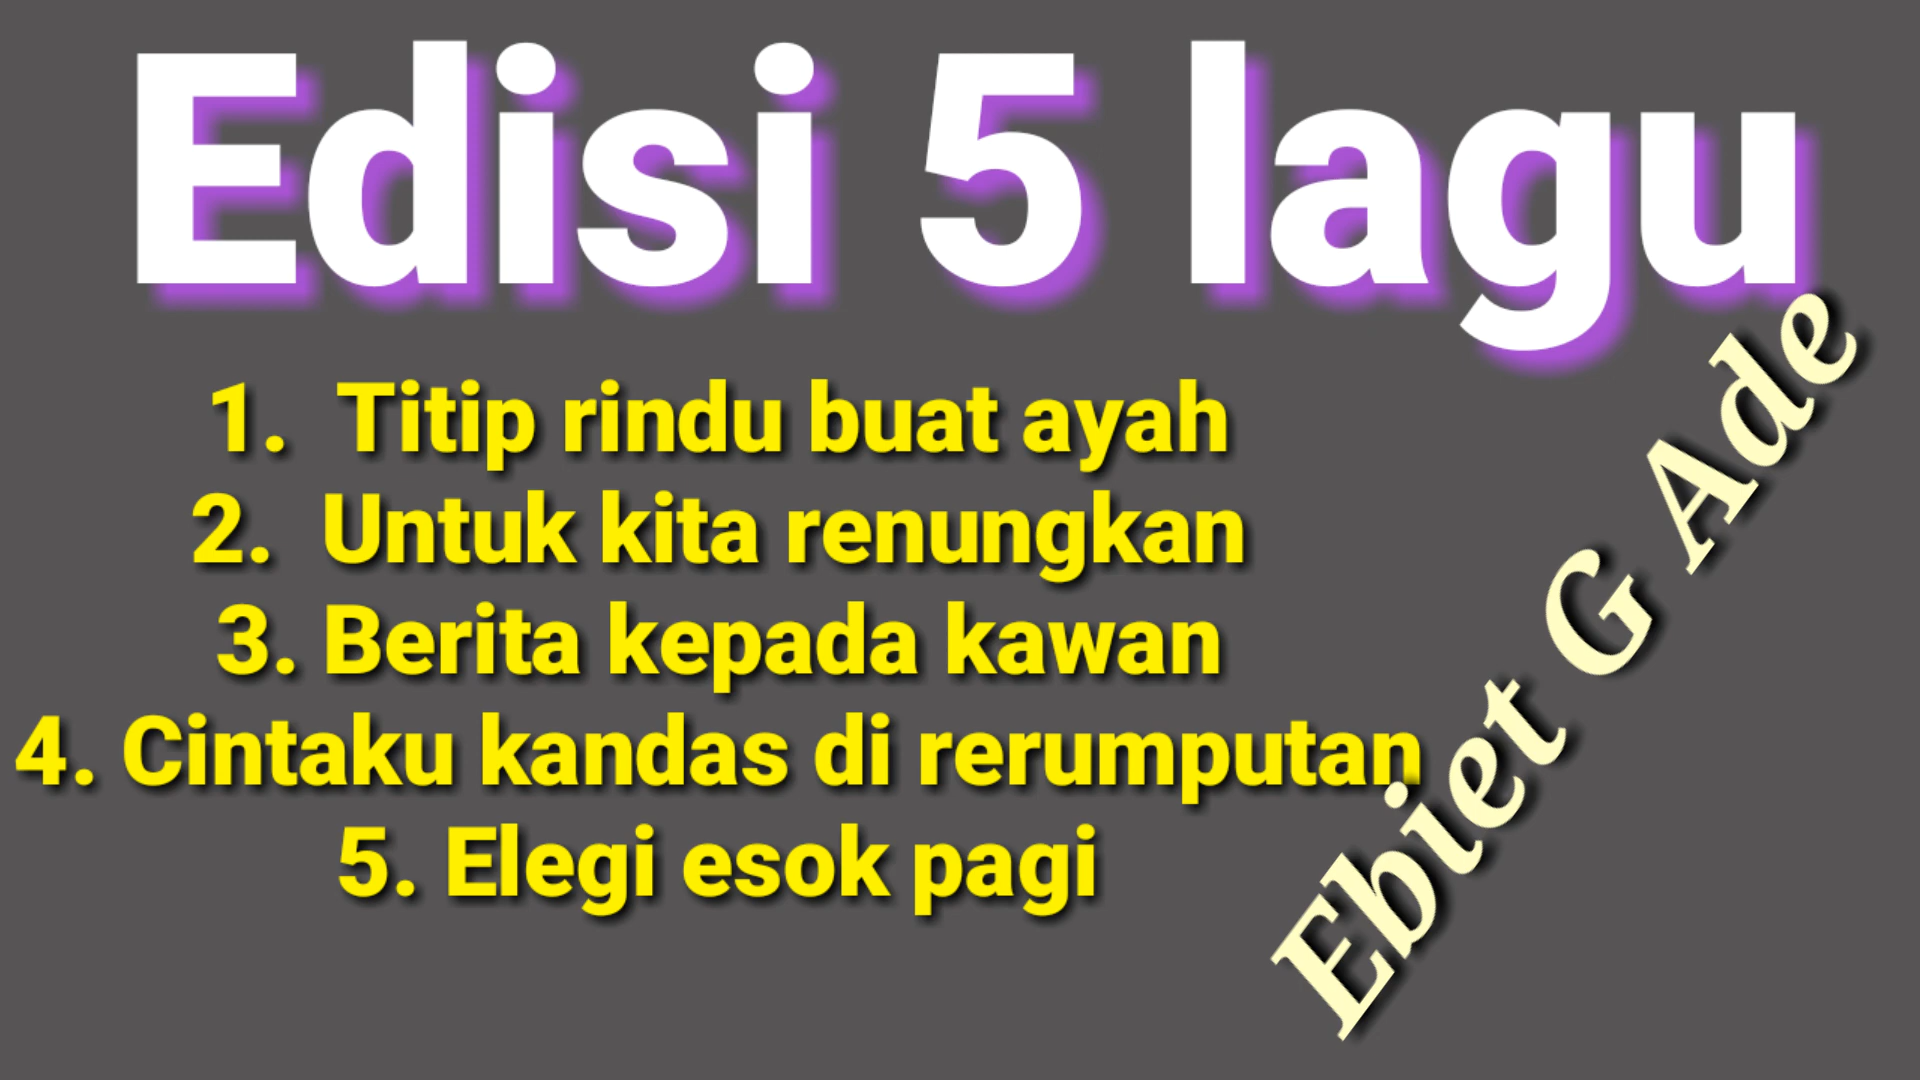 Edisi 5 lagu
1. Titip rindu buat ayah
2. Untuk kita renungkan
3. Berita kepada kawan
4. Cintaku kandas di rerumputan
5. Elegi esok pagi
Ebiet G Ade